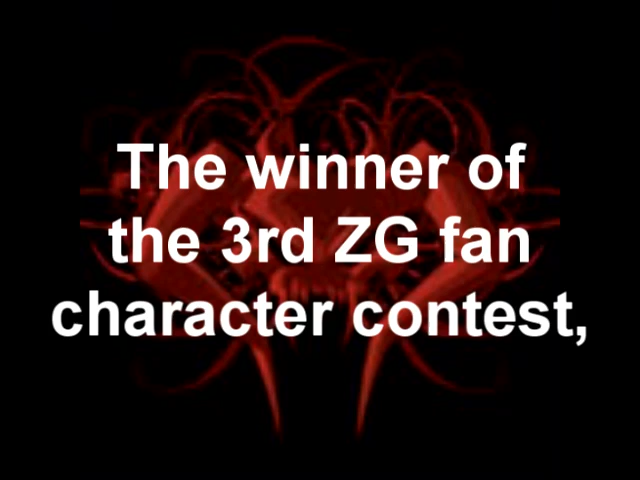 The winner of
the 3rd ZG fan
character contest,